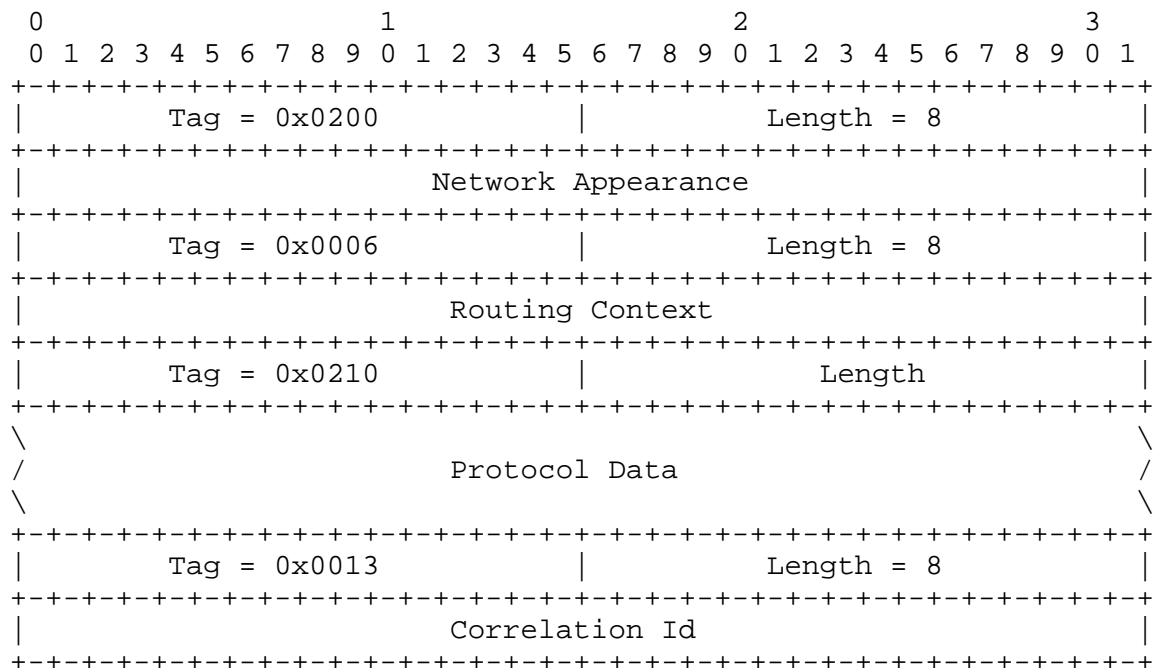 0                   1                   2                   3
 0 1 2 3 4 5 6 7 8 9 0 1 2 3 4 5 6 7 8 9 0 1 2 3 4 5 6 7 8 9 0 1
+-+-+-+-+-+-+-+-+-+-+-+-+-+-+-+-+-+-+-+-+-+-+-+-+-+-+-+-+-+-+-+-+
|        Tag = 0x0200           |          Length = 8           |
+-+-+-+-+-+-+-+-+-+-+-+-+-+-+-+-+-+-+-+-+-+-+-+-+-+-+-+-+-+-+-+-+
|                       Network Appearance                      |
+-+-+-+-+-+-+-+-+-+-+-+-+-+-+-+-+-+-+-+-+-+-+-+-+-+-+-+-+-+-+-+-+
|        Tag = 0x0006           |          Length = 8           |
+-+-+-+-+-+-+-+-+-+-+-+-+-+-+-+-+-+-+-+-+-+-+-+-+-+-+-+-+-+-+-+-+
|                        Routing Context                        |
+-+-+-+-+-+-+-+-+-+-+-+-+-+-+-+-+-+-+-+-+-+-+-+-+-+-+-+-+-+-+-+-+
|        Tag = 0x0210           |             Length            |
+-+-+-+-+-+-+-+-+-+-+-+-+-+-+-+-+-+-+-+-+-+-+-+-+-+-+-+-+-+-+-+-+
\                                                               \
/                        Protocol Data                          /
\                                                               \
+-+-+-+-+-+-+-+-+-+-+-+-+-+-+-+-+-+-+-+-+-+-+-+-+-+-+-+-+-+-+-+-+
|        Tag = 0x0013           |          Length = 8           |
+-+-+-+-+-+-+-+-+-+-+-+-+-+-+-+-+-+-+-+-+-+-+-+-+-+-+-+-+-+-+-+-+
|                        Correlation Id                         |
+-+-+-+-+-+-+-+-+-+-+-+-+-+-+-+-+-+-+-+-+-+-+-+-+-+-+-+-+-+-+-+-+